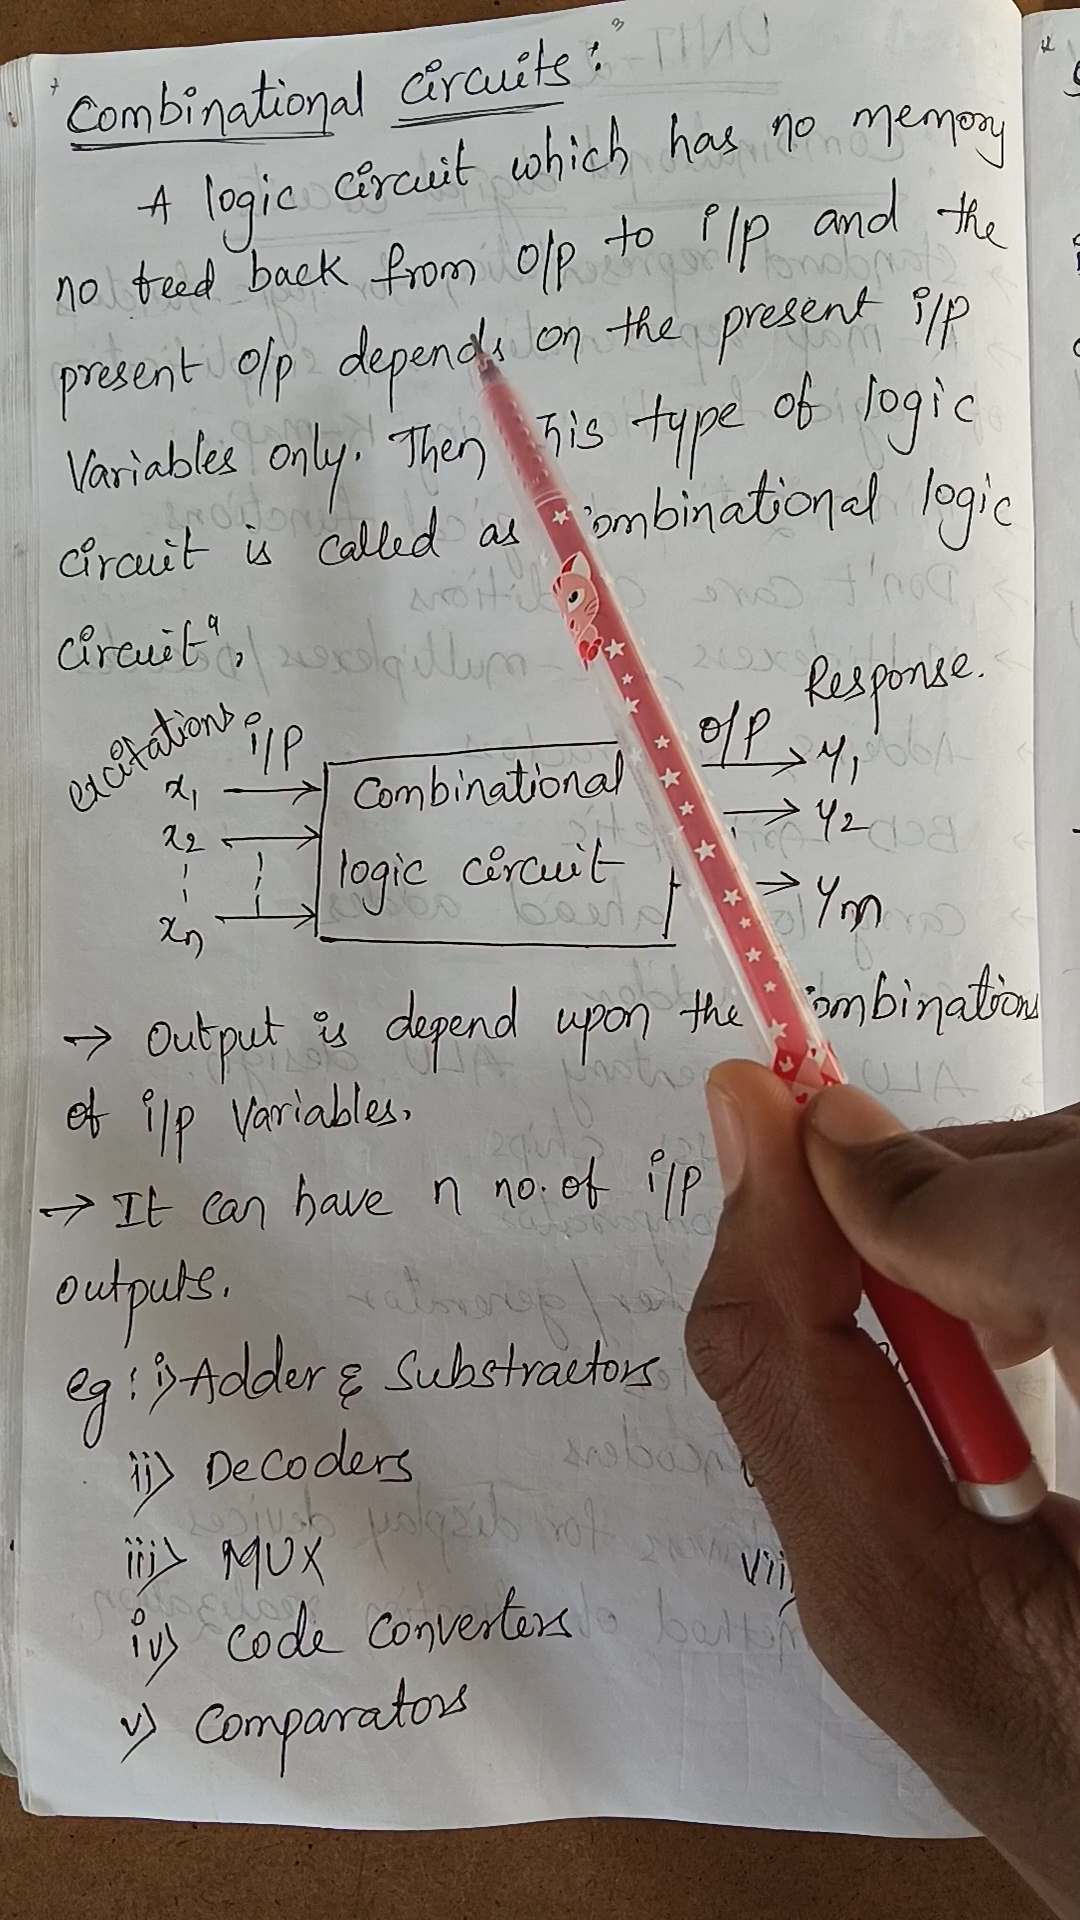 Combinational Circuits:
A logic circuit which has no memory
no feed back from o/p to i/p and the
present o/p depends on the present i/p
variables only. Then this type of logic
circuit is called as combinational logic
circuit",
Response.
excitations i/p o/p
x1 Combinational y1
x2 logic circuit y2
xn ym
→ Output is depend upon the combinations
of i/p variables.
→ It can have n no. of i/p
outputs.
eg: i) Adder & Substractors
ii) Decoders
iii) MUX
vii)
iv) Code Converters
v) Comparators